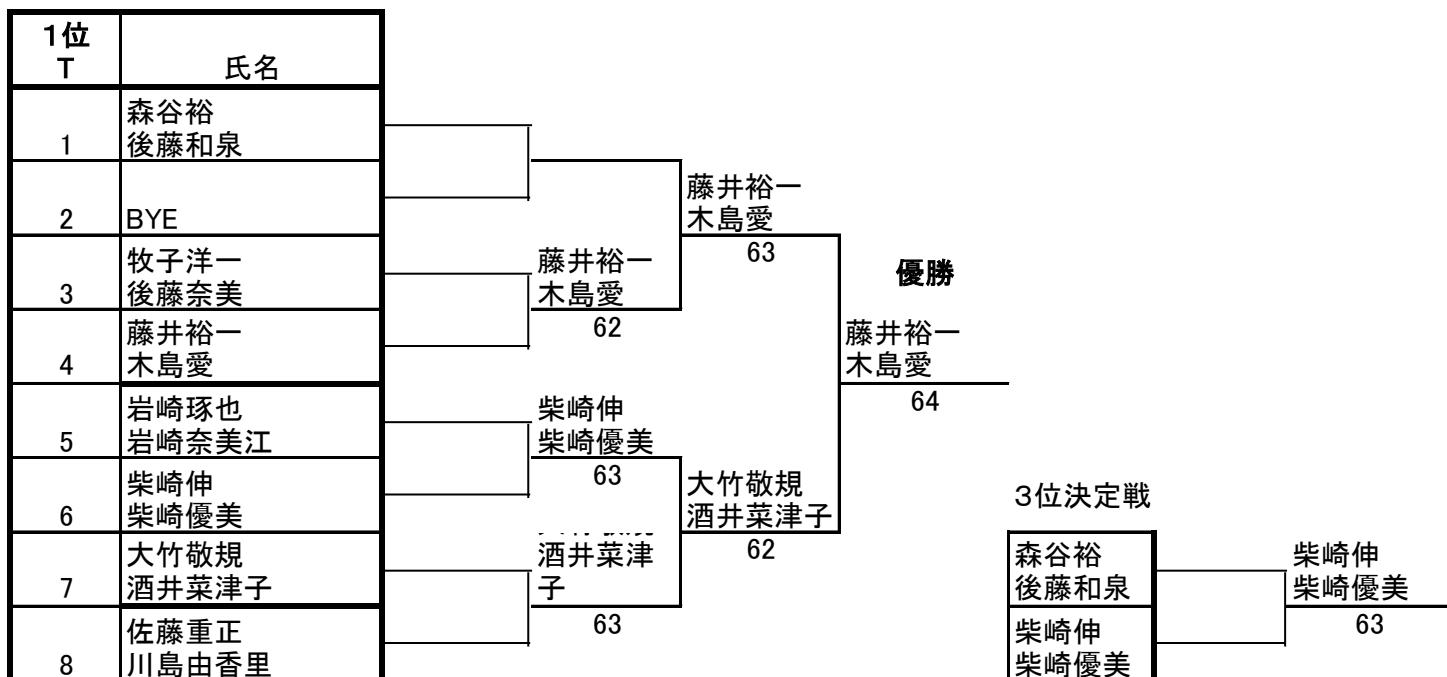 1位
T
氏名
1
森谷裕
後藤和泉
2
BYE
3
牧子洋一
後藤奈美
4
藤井裕一
木島愛
5
岩崎琢也
岩崎奈美江
6
柴崎伸
柴崎優美
7
大竹敬規
酒井菜津子
8
佐藤重正
川島由香里
藤井裕一
木島愛
62
柴崎伸
柴崎優美
63
酒井菜津
子
63
藤井裕一
木島愛
63
大竹敬規
酒井菜津子
62
優勝
藤井裕一
木島愛
64
3位決定戦
森谷裕
後藤和泉
柴崎伸
柴崎優美
柴崎伸
柴崎優美
63